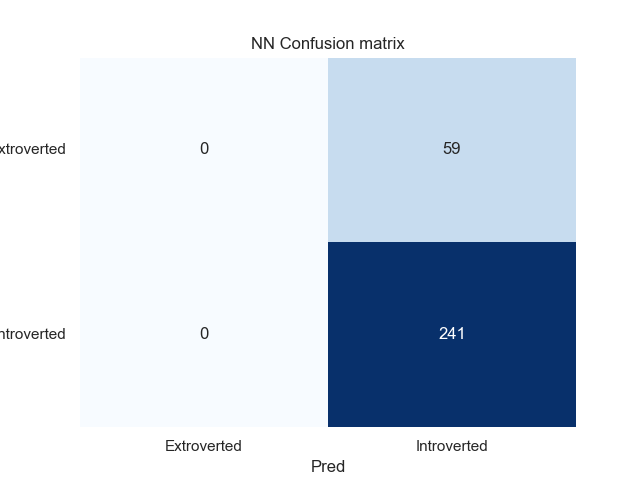 NN Confusion matrix
xtroverted 0 59
ntroverted 0 241
Extroverted Introverted
Pred